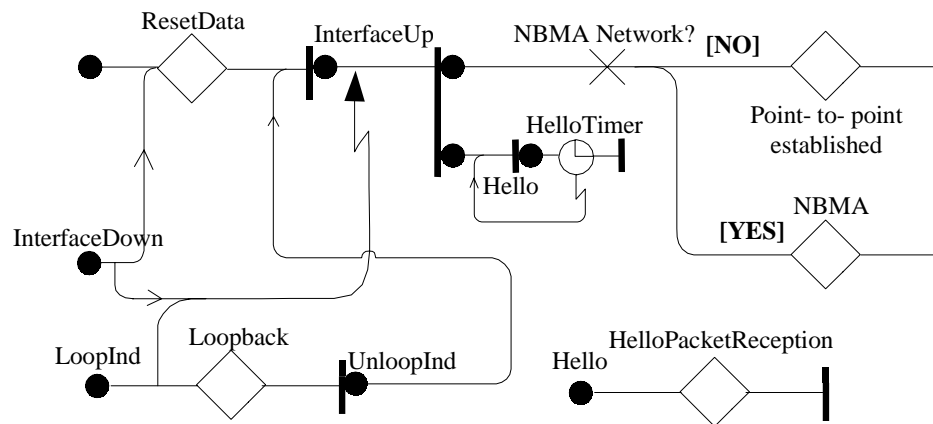 ResetData
InterfaceUp
NBMA Network?
[NO]
Point- to- point
established
HelloTimer
Hello
NBMA
[YES]
InterfaceDown
Loopback
LoopInd
UnloopInd
HelloPacketReception
Hello